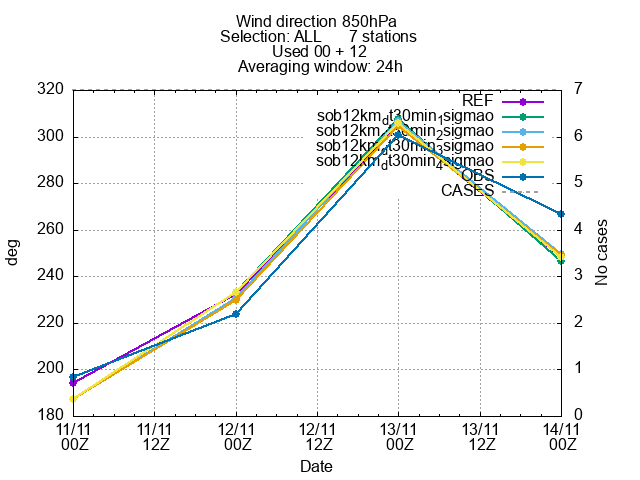 Wind direction 850hPa
Selection: ALL 7 stations
Used 00 + 12
Averaging window: 24h
320 7
REF
sob12km_dt30min_1sigmao
300 6
sob12km_dt30min_2sigmao
sob12km_dt30min_3sigmao
sob12km_dt30min_4sigmao
OBS
280 5
CASES
260 4
deg
No cases
240 3
220 2
200 1
180 0
11/11 11/11 12/11 12/11 13/11 13/11 14/11
00Z 12Z 00Z 12Z 00Z 12Z 00Z
Date